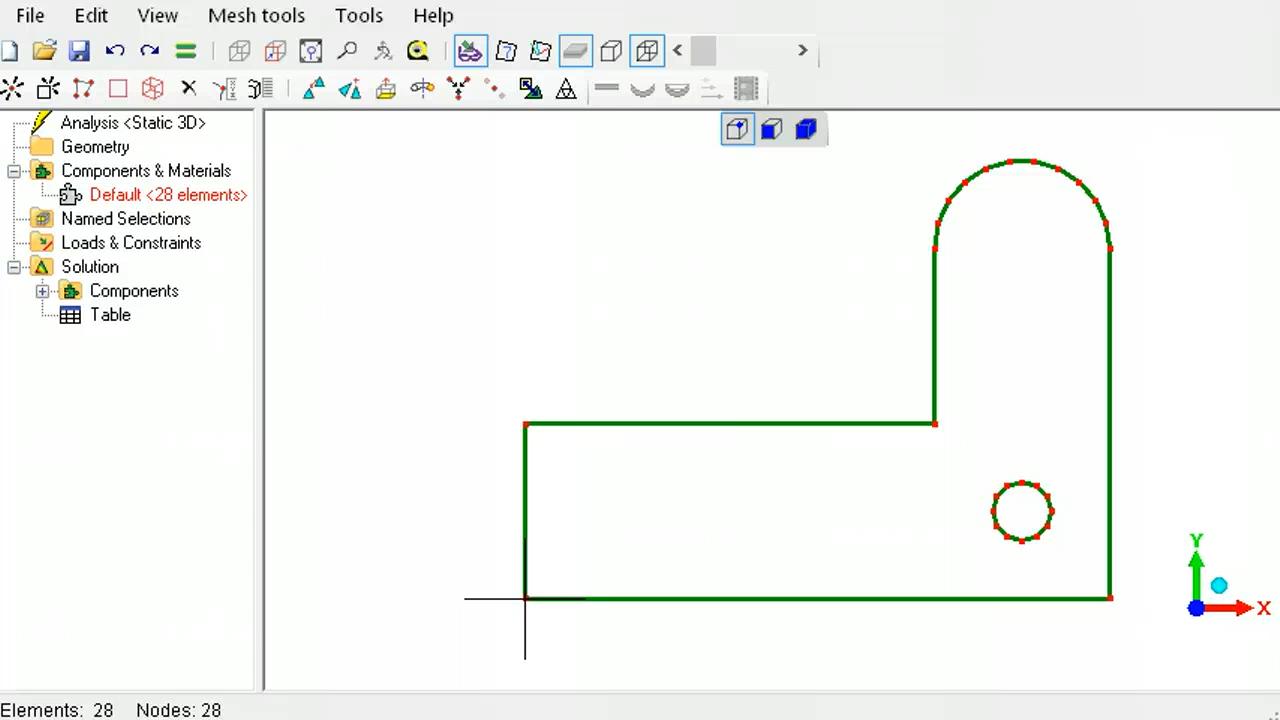 File Edit View Mesh tools Tools Help
Analysis <Static 3D>
Geometry
Components & Materials
Default <28 elements>
Named Selections
Loads & Constraints
Solution
Components
Table
Y
X
Elements: 28 Nodes: 28